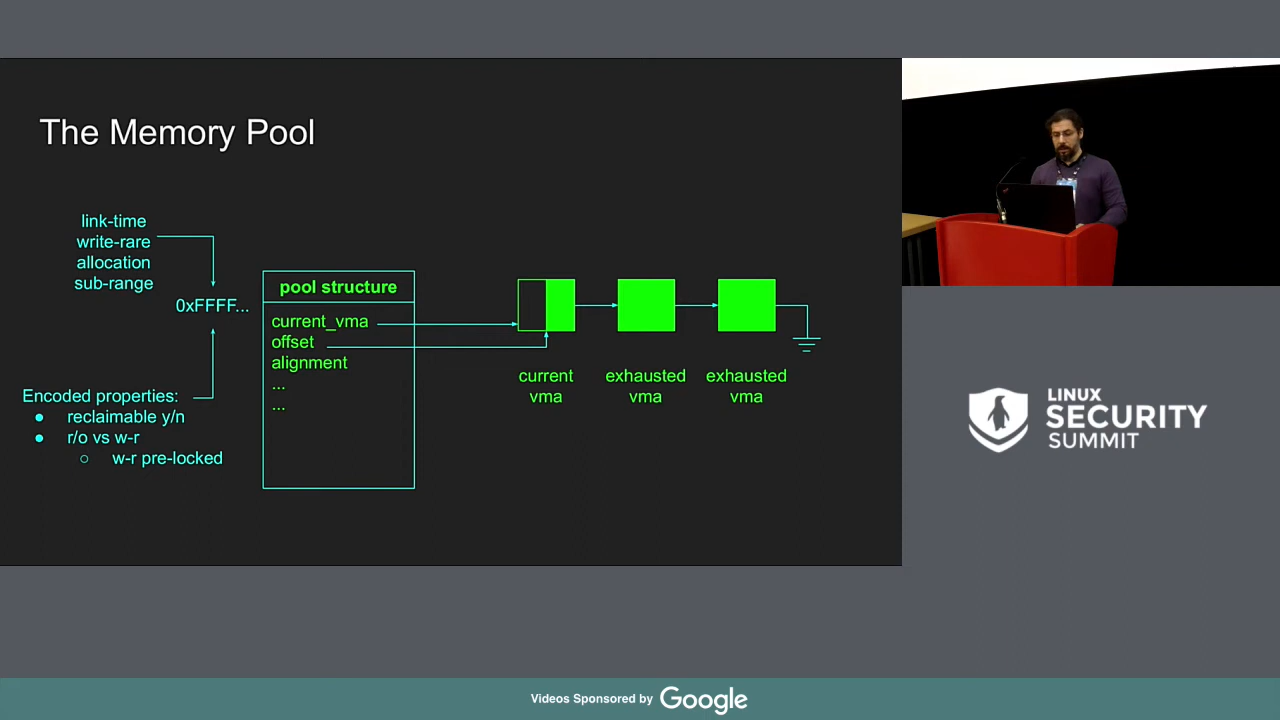 The Memory Pool
link-time
write-rare
allocation
sub-range
0xFFFF...
Encoded properties:
● reclaimable y/n
● r/o vs w-r
○ w-r pre-locked
pool structure
current_vma
offset
alignment
...
...
current
vma
exhausted
vma
exhausted
vma
LINUX
SECURITY
SUMMIT
Videos Sponsored by Google